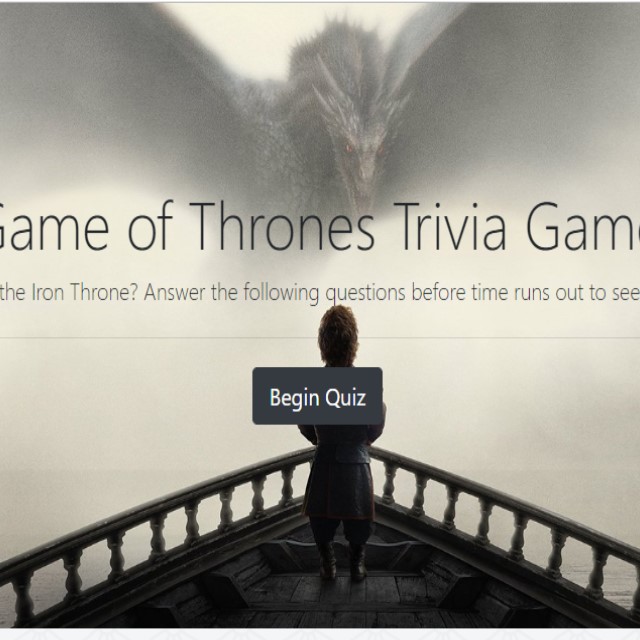 Game of Thrones Trivia Game
the Iron Throne? Answer the following questions before time runs out to see
Begin Quiz